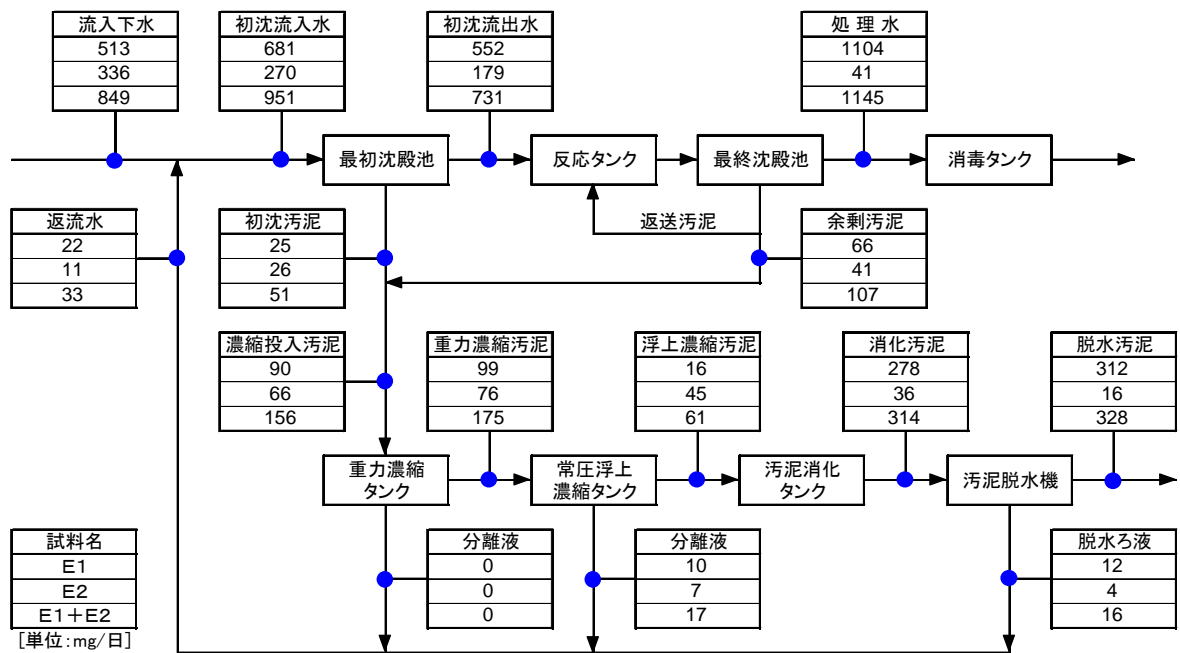 流入下水
513
336
849
初沈流入水
681
270
951
初沈流出水
552
179
731
処 理 水
1104
41
1145
最初沈殿池
反応タンク
最終沈殿池
消毒タンク
返送汚泥
返流水
22
11
33
初沈汚泥
25
26
51
余剰汚泥
66
41
107
濃縮投入汚泥
90
66
156
重力濃縮汚泥
99
76
175
浮上濃縮汚泥
16
45
61
消化汚泥
278
36
314
脱水汚泥
312
16
328
重力濃縮
タンク
常圧浮上
濃縮タンク
汚泥消化
タンク
汚泥脱水機
試料名
E1
E2
E1+E2
[単位:mg/日]
分離液
0
0
0
分離液
10
7
17
脱水ろ液
12
4
16